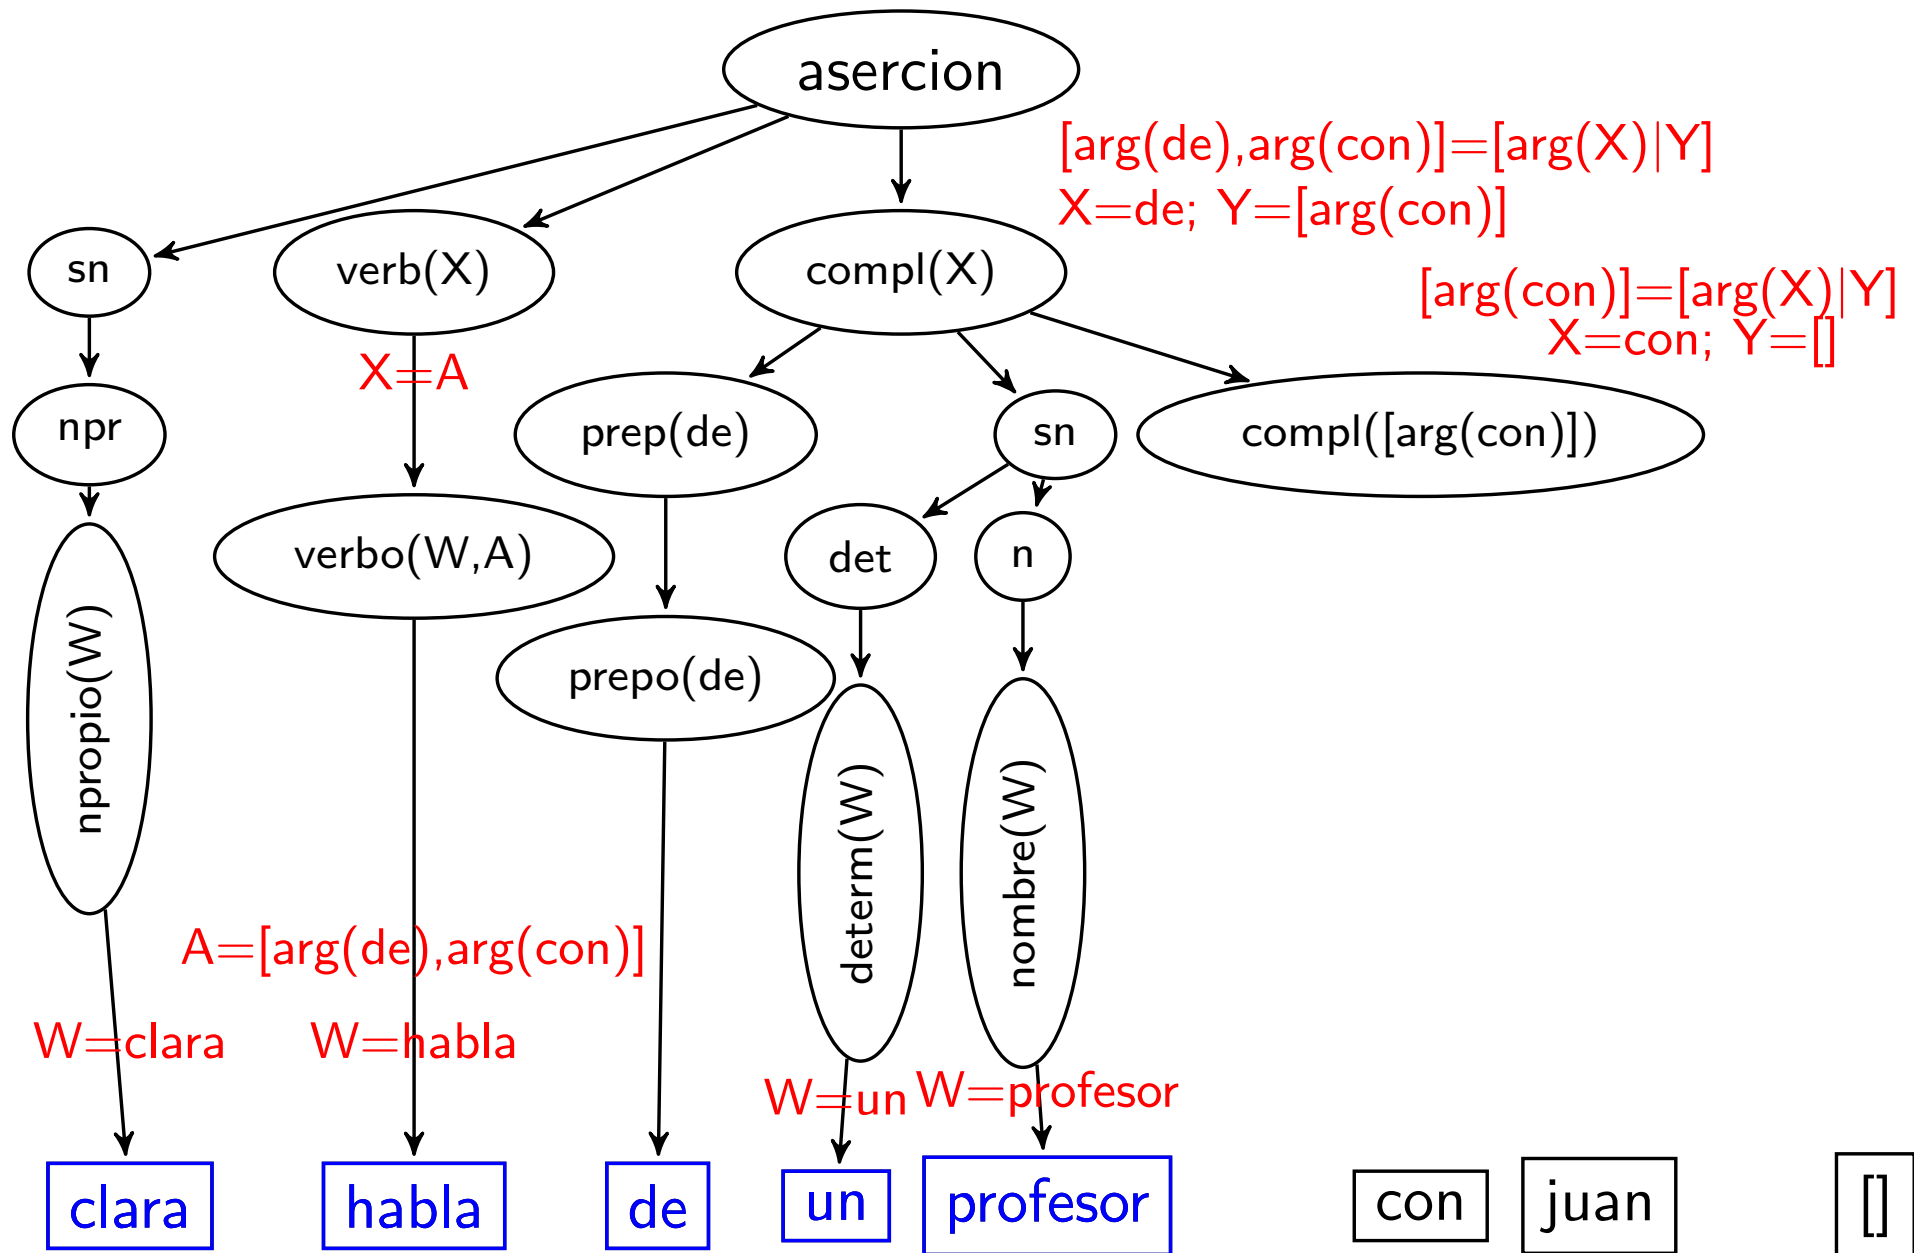 asercion
[arg(de),arg(con)]=[arg(X)|Y]
X=de; Y=[arg(con)]
sn
verb(X)
compl(X)
[arg(con)]=[arg(X)|Y]
X=con; Y=[]
X=A
npr
prep(de)
sn
compl([arg(con)])
verbo(W,A)
det
n
npropio(W)
prepo(de)
determ(W)
nombre(W)
A=[arg(de),arg(con)]
W=clara
W=habla
W=un
W=profesor
clara
habla
de
un
profesor
con
juan
[]